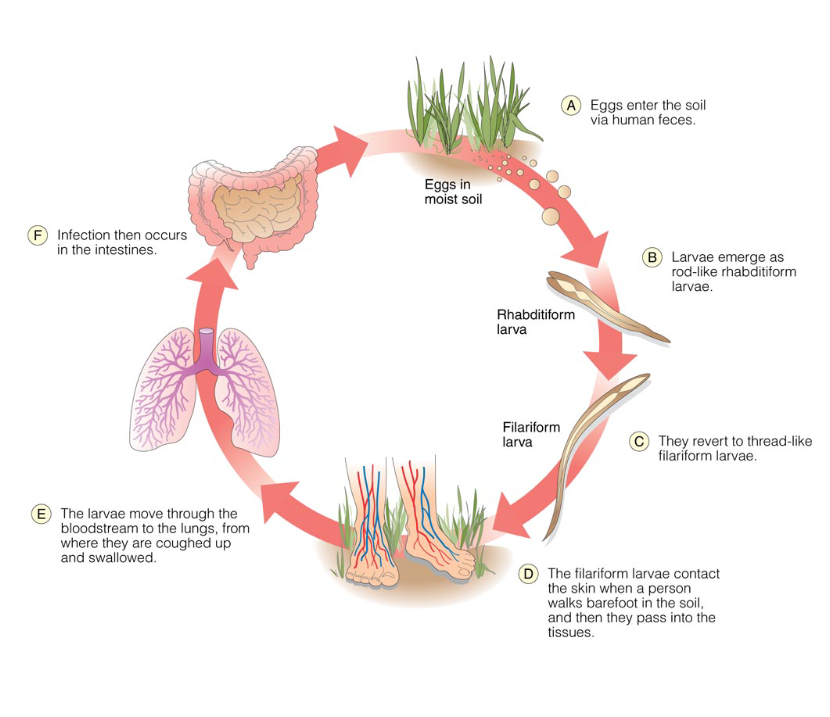 A
Eggs enter the soil
via human feces.
Eggs in
moist soil
B
Larvae emerge as
rod-like rhabditiform
larvae.
Rhabditiform
larva
Filariform
larva
C
They revert to thread-like
filariform larvae.
D
The filariform larvae contact
the skin when a person
walks barefoot in the soil,
and then they pass into the
tissues.
E
The larvae move through the
bloodstream to the lungs, from
where they are coughed up
and swallowed.
F
Infection then occurs
in the intestines.